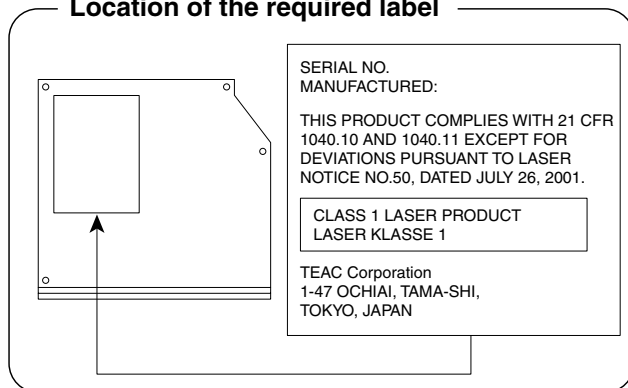 Location of the required label
SERIAL NO.
MANUFACTURED:
THIS PRODUCT COMPLIES WITH 21 CFR
1040.10 AND 1040.11 EXCEPT FOR
DEVIATIONS PURSUANT TO LASER
NOTICE NO.50, DATED JULY 26, 2001.
CLASS 1 LASER PRODUCT
LASER KLASSE 1
TEAC Corporation
1-47 OCHIAI, TAMA-SHI,
TOKYO, JAPAN